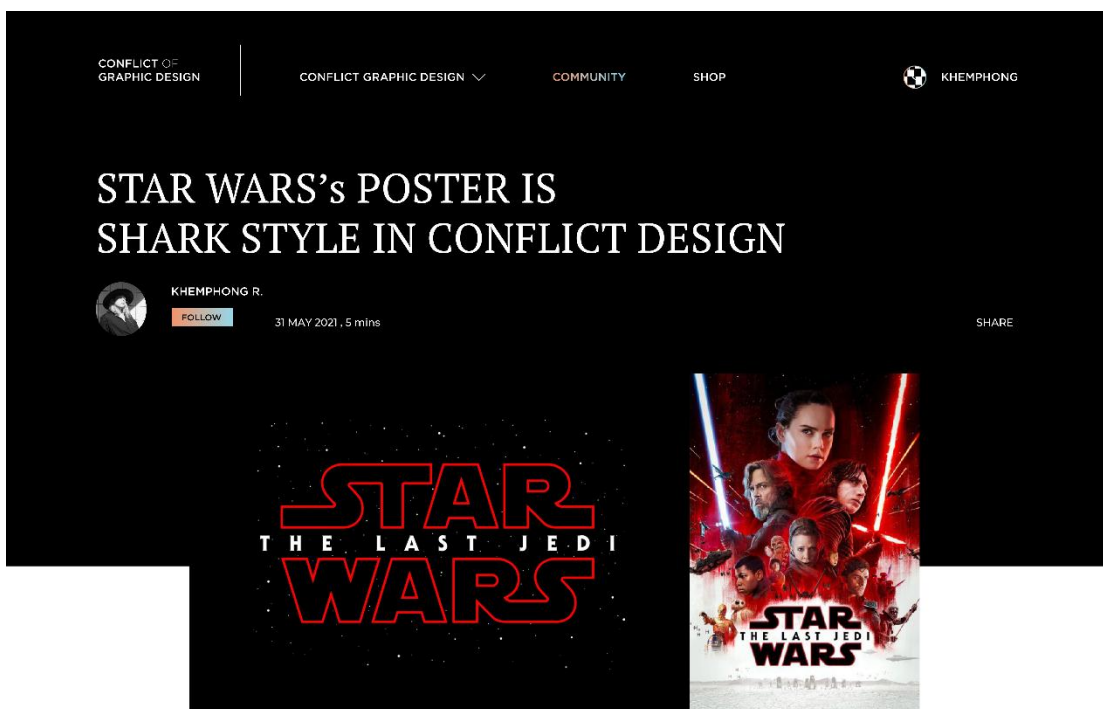 CONFLICT OF
GRAPHIC DESIGN
CONFLICT GRAPHIC DESIGN
COMMUNITY
SHOP
KHEMPHONG
STAR WARS's POSTER IS
SHARK STYLE IN CONFLICT DESIGN
KHEMPHONG R.
FOLLOW
31 MAY 2021 , 5 mins
SHARE
STAR
THE LAST JEDI
WARS
STAR
THE LAST JEDI
WARS